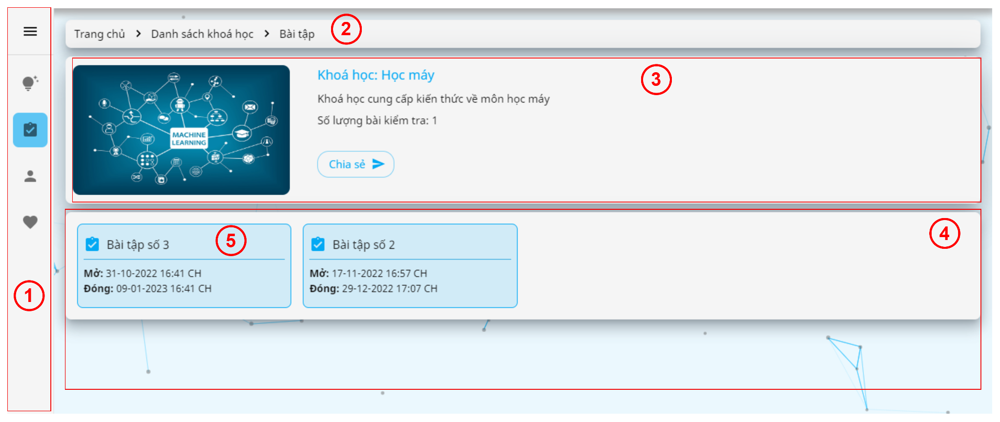 Trang chủ > Danh sách khoá học > Bài tập
2
Khoá học: Học máy
3
Khoá học cung cấp kiến thức về môn học máy
Số lượng bài kiểm tra: 1
MACHINE
LEARNING
Chia sẻ
4
Bài tập số 3
5
Bài tập số 2
Mở: 31-10-2022 16:41 CH
Đóng: 09-01-2023 16:41 CH
Mở: 17-11-2022 16:57 CH
Đóng: 29-12-2022 17:07 CH
1